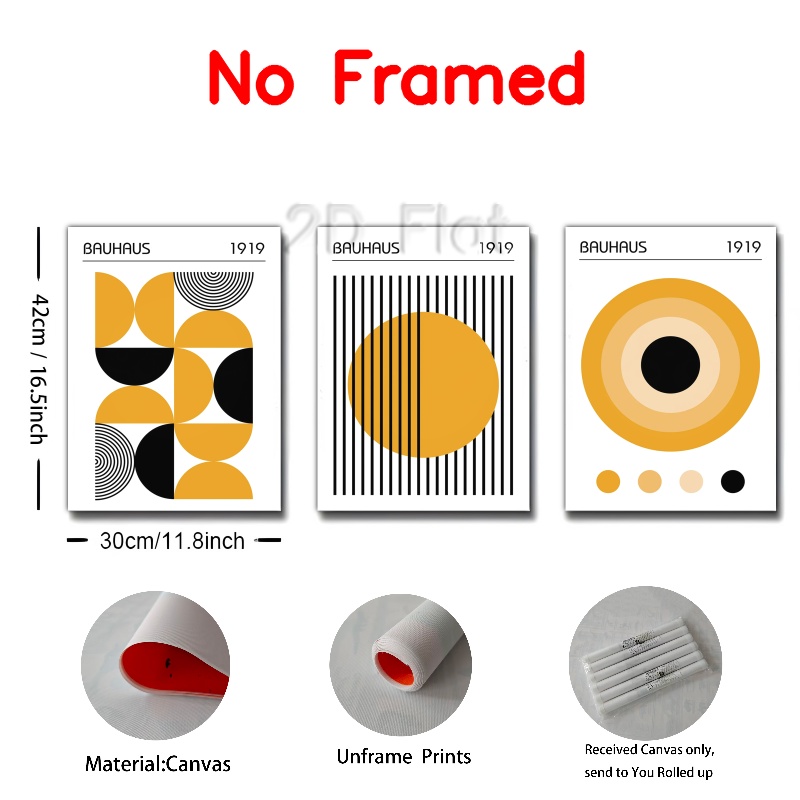 No Framed
2D Flat
BAUHAUS 1919
BAUHAUS 1919
BAUHAUS 1919
42cm / 16.5inch
30cm/11.8inch
Material:Canvas
Unframe Prints
Received Canvas only,
send to You Rolled up